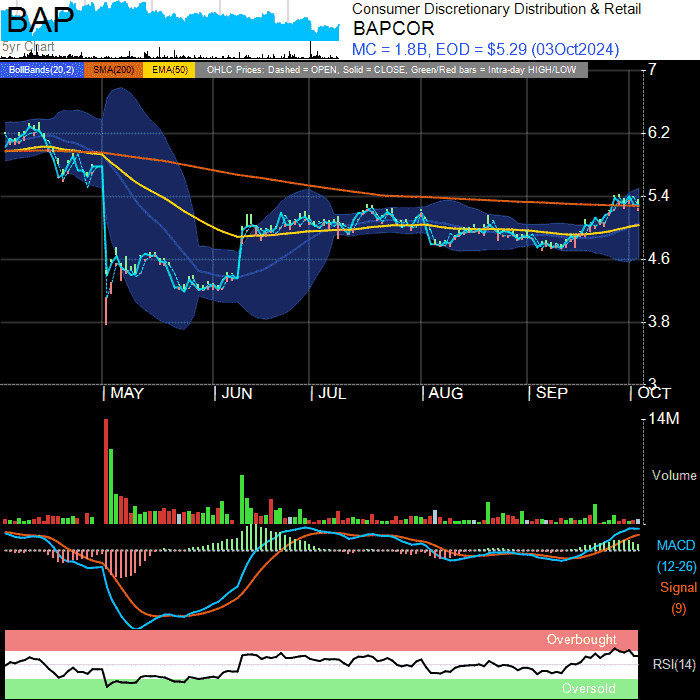 BAP
5yr Chart
Consumer Discretionary Distribution & Retail
BAPCOR
MC = 1.8B, EOD = $5.29 (03Oct2024)
BollBands(20,2) SMA(200) EMA(50) OHLC Prices: Dashed = OPEN, Solid = CLOSE, Green/Red bars = Intra-day HIGH/LOW
7
6.2
5.4
4.6
3.8
3
MAY JUN JUL AUG SEP OCT
14M
Volume
MACD
(12-26)
Signal
(9)
Overbought
RSI(14)
Oversold